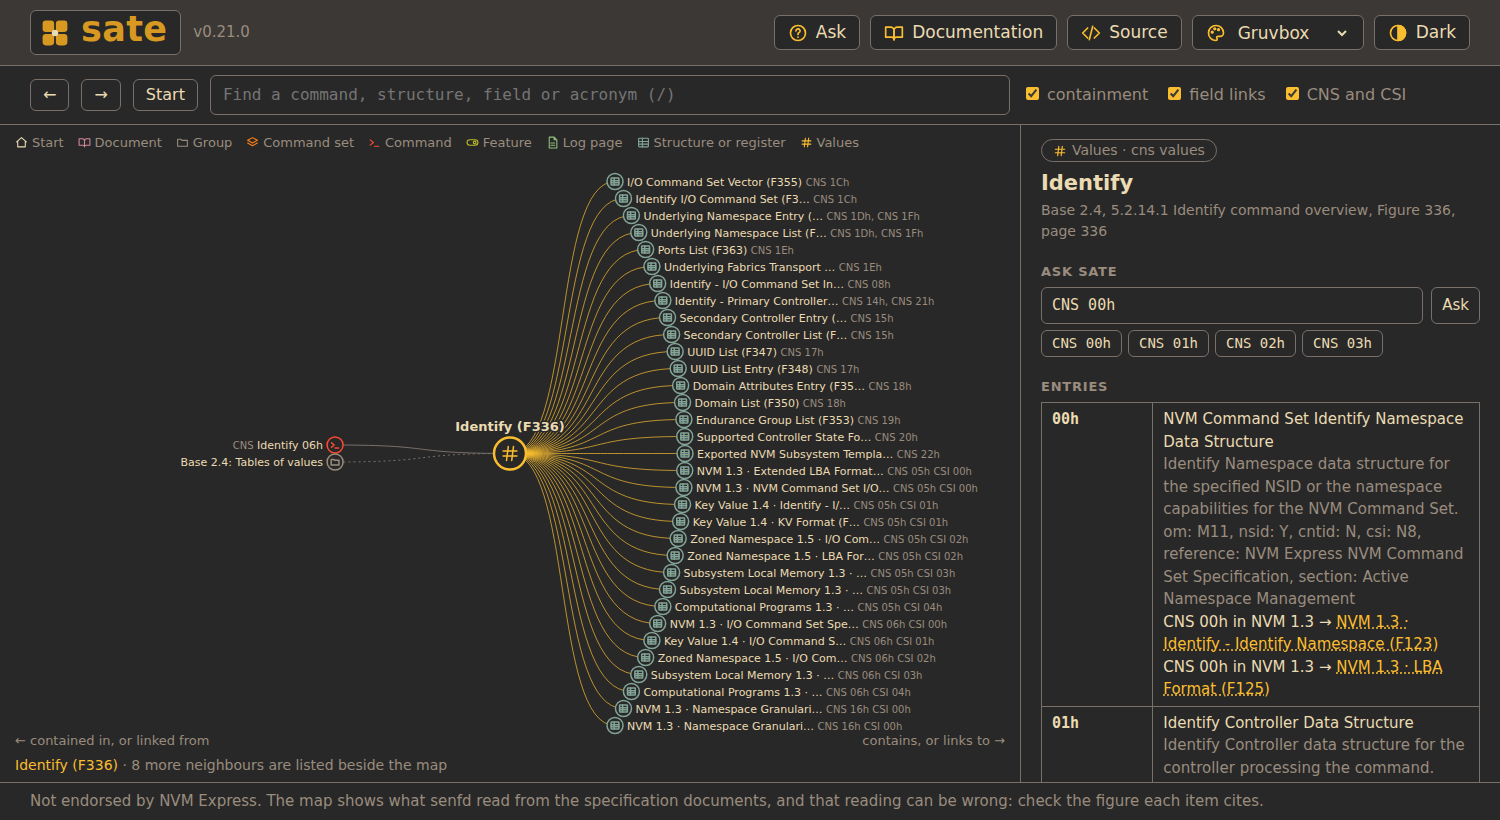 sate v0.21.0 Ask Documentation Source Gruvbox Dark
← → Start Find a command, structure, field or acronym (/) containment field links CNS and CSI
Start Document Group Command set Command Feature Log page Structure or register Values
I/O Command Set Vector (F355) CNS 1Ch
Identify I/O Command Set (F3… CNS 1Ch
Underlying Namespace Entry (… CNS 1Dh, CNS 1Fh
Underlying Namespace List (F… CNS 1Dh, CNS 1Fh
Ports List (F363) CNS 1Eh
Underlying Fabrics Transport … CNS 1Eh
Identify - I/O Command Set In… CNS 08h
Identify - Primary Controller… CNS 14h, CNS 21h
Secondary Controller Entry (… CNS 15h
Secondary Controller List (F… CNS 15h
UUID List (F347) CNS 17h
UUID List Entry (F348) CNS 17h
Domain Attributes Entry (F35… CNS 18h
Domain List (F350) CNS 18h
Endurance Group List (F353) CNS 19h
Identify (F336)
Supported Controller State Fo… CNS 20h
CNS Identify 06h
Exported NVM Subsystem Templa… CNS 22h
Base 2.4: Tables of values
NVM 1.3 · Extended LBA Format… CNS 05h CSI 00h
NVM 1.3 · NVM Command Set I/O… CNS 05h CSI 00h
Key Value 1.4 · Identify - I/… CNS 05h CSI 01h
Key Value 1.4 · KV Format (F… CNS 05h CSI 01h
Zoned Namespace 1.5 · I/O Com… CNS 05h CSI 02h
Zoned Namespace 1.5 · LBA For… CNS 05h CSI 02h
Subsystem Local Memory 1.3 · … CNS 05h CSI 03h
Subsystem Local Memory 1.3 · … CNS 05h CSI 03h
Computational Programs 1.3 · … CNS 05h CSI 04h
NVM 1.3 · I/O Command Set Spe… CNS 06h CSI 00h
Key Value 1.4 · I/O Command S… CNS 06h CSI 01h
Zoned Namespace 1.5 · I/O Com… CNS 06h CSI 02h
Subsystem Local Memory 1.3 · … CNS 06h CSI 03h
Computational Programs 1.3 · … CNS 06h CSI 04h
NVM 1.3 · Namespace Granulari… CNS 16h CSI 00h
NVM 1.3 · Namespace Granulari… CNS 16h CSI 00h
← contained in, or linked from contains, or links to →
Identify (F336) · 8 more neighbours are listed beside the map
Values · cns values
Identify
Base 2.4, 5.2.14.1 Identify command overview, Figure 336,
page 336
ASK SATE
CNS 00h Ask
CNS 00h CNS 01h CNS 02h CNS 03h
ENTRIES
00h NVM Command Set Identify Namespace
Data Structure
Identify Namespace data structure for
the specified NSID or the namespace
capabilities for the NVM Command Set.
om: M11, nsid: Y, cntid: N, csi: N8,
reference: NVM Express NVM Command
Set Specification, section: Active
Namespace Management
CNS 00h in NVM 1.3 → NVM 1.3 ·
Identify - Identify Namespace (F123)
CNS 00h in NVM 1.3 → NVM 1.3 · LBA
Format (F125)
01h Identify Controller Data Structure
Identify Controller data structure for the
controller processing the command.
Not endorsed by NVM Express. The map shows what senfd read from the specification documents, and that reading can be wrong: check the figure each item cites.